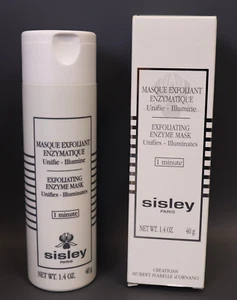 MASQUE EXFOLIANT
ENZYMATIQUE
Unifie - Illumine
EXFOLIATING
ENZYME MASK
Unifies - Illuminates
1 minute
sisley
PARIS
NET WT. 1.4 OZ. 40 g
MASQUE EXFOLIANT
ENZYMATIQUE
Unifie - Illumine
EXFOLIATING
ENZYME MASK
Unifies - Illuminates
1 minute
sisley
PARIS
NET WT. 1.4 OZ. 40 g
CREATIONS
HUBERT ISABELLE d'ORNANO